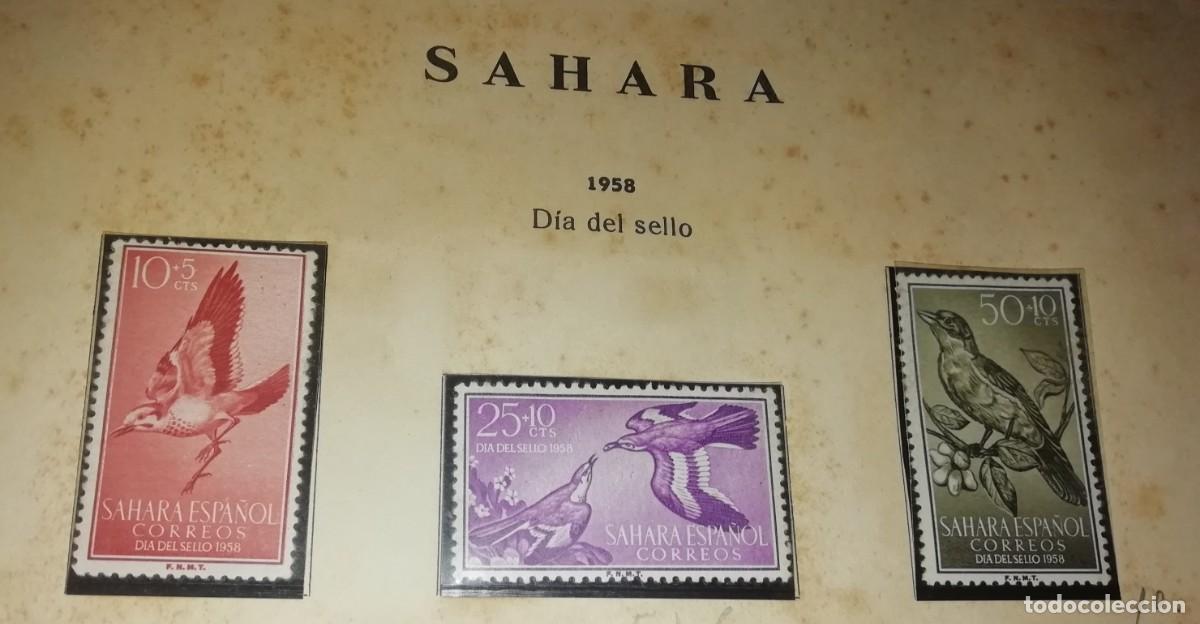 SAHARA
1958
Día del sello
10+5
CTS
SAHARA ESPAÑOL
CORREOS
DIA DEL SELLO 1958
F.N.M.T.
25+10
CTS
DIA DEL SELLO 1958
SAHARA ESPAÑOL
CORREOS
F.N.M.T.
50+10
CTS
SAHARA ESPAÑOL
CORREOS
DIA DEL SELLO 1958
F.N.M.T.
todocoleccion